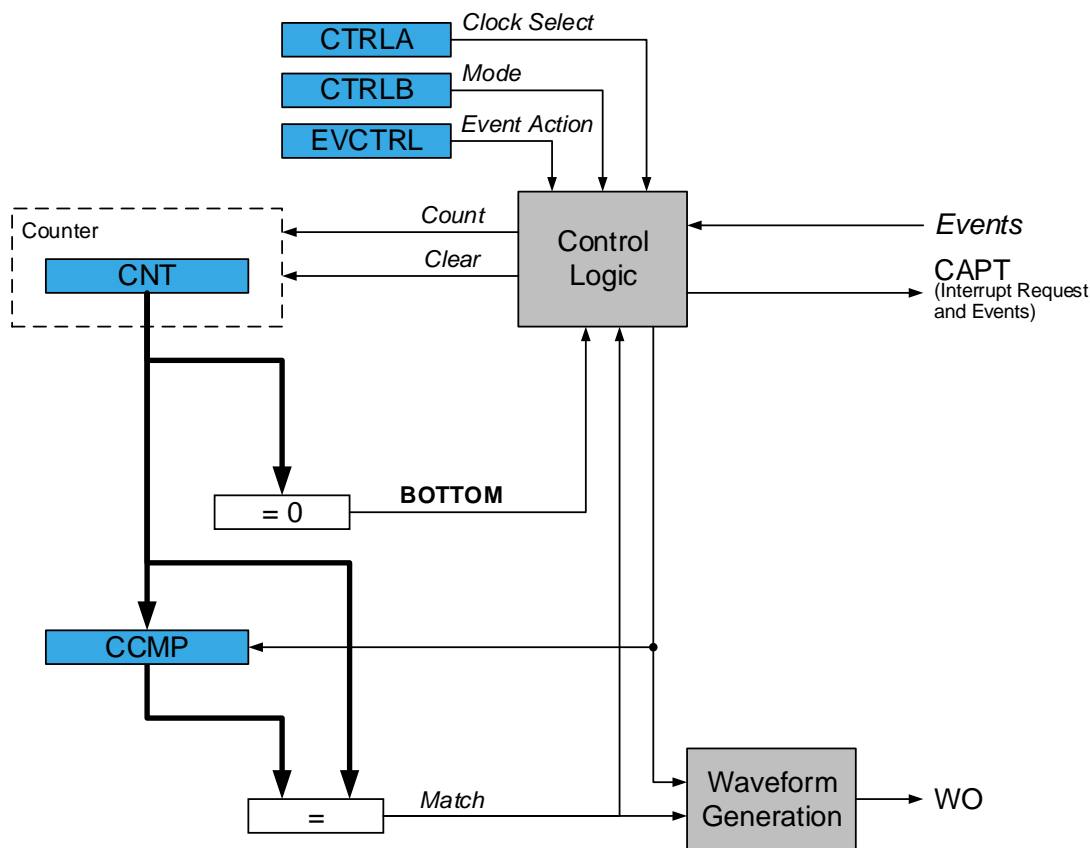 CTRLA
Clock Select
CTRLB
Mode
EVCTRL
Event Action
Counter
CNT
Count
Clear
Control
Logic
Events
CAPT
(Interrupt Request
and Events)
= 0
BOTTOM
CCMP
=
Match
Waveform
Generation
WO